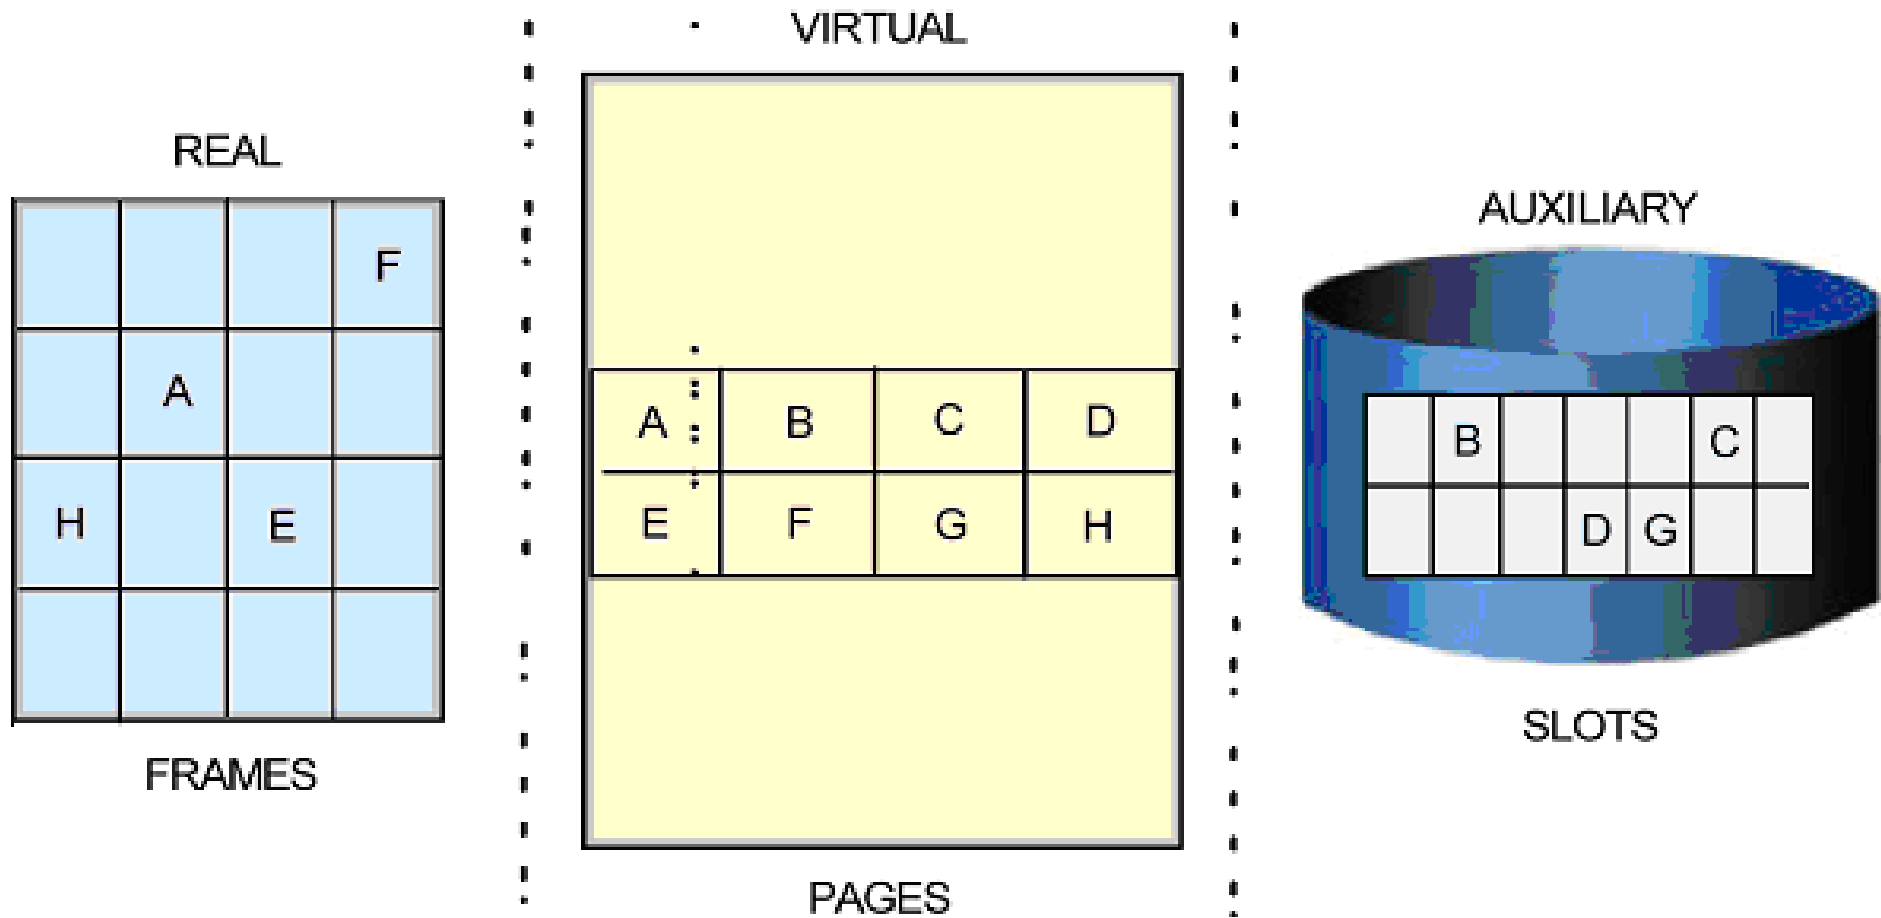 REAL
F
A
H E
FRAMES
VIRTUAL
A B C D
E F G H
PAGES
AUXILIARY
B C
D G
SLOTS